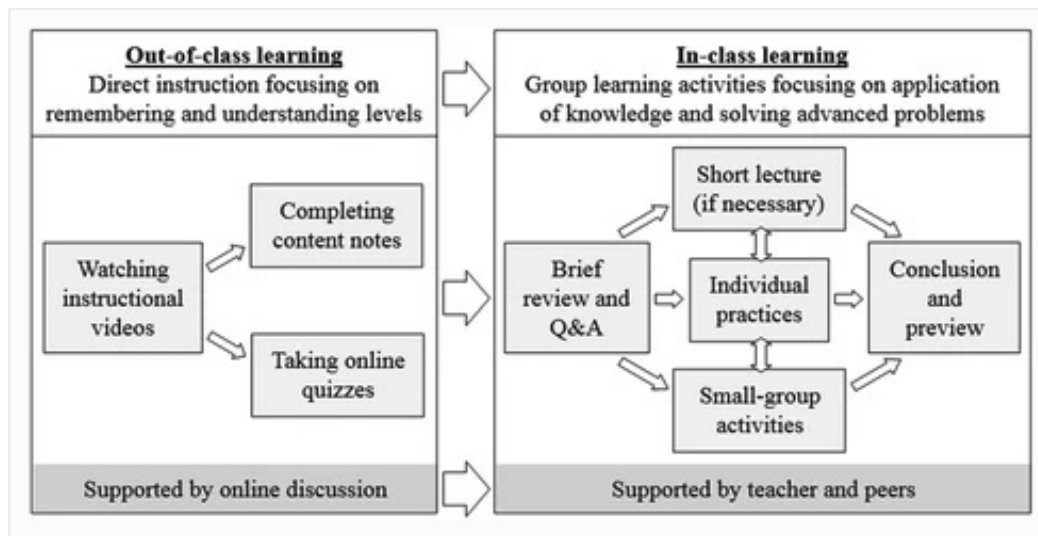 Out-of-class learning
Direct instruction focusing on
remembering and understanding levels
Watching
instructional
videos
Completing
content notes
Taking online
quizzes
Supported by online discussion
In-class learning
Group learning activities focusing on application
of knowledge and solving advanced problems
Brief
review and
Q&A
Short lecture
(if necessary)
Individual
practices
Small-group
activities
Conclusion
and
preview
Supported by teacher and peers